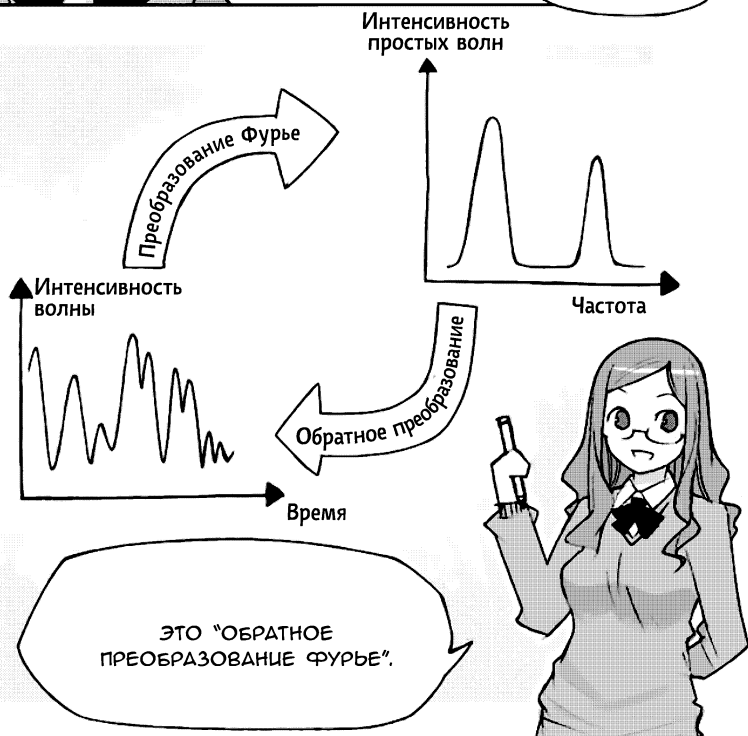 Интенсивность
простых волн
Преобразование Фурье
Частота
Интенсивность
волны
Обратное преобразование
Время
ЭТО "ОБРАТНОЕ
ПРЕОБРАЗОВАНИЕ ФУРЬЕ".